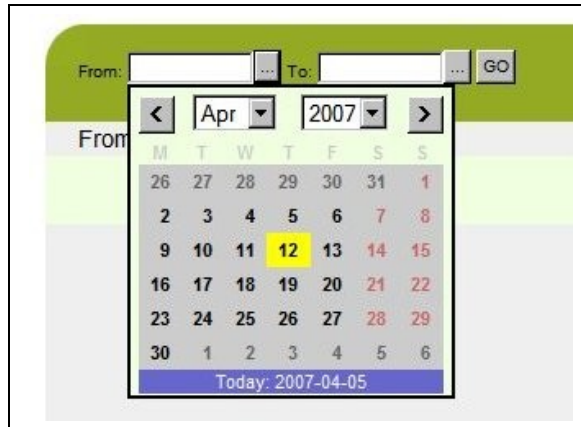 From: ... To: ... GO
< Apr 2007 >
From
M T W T F S S
26 27 28 29 30 31 1
2 3 4 5 6 7 8
9 10 11 12 13 14 15
16 17 18 19 20 21 22
23 24 25 26 27 28 29
30 1 2 3 4 5 6
Today: 2007-04-05